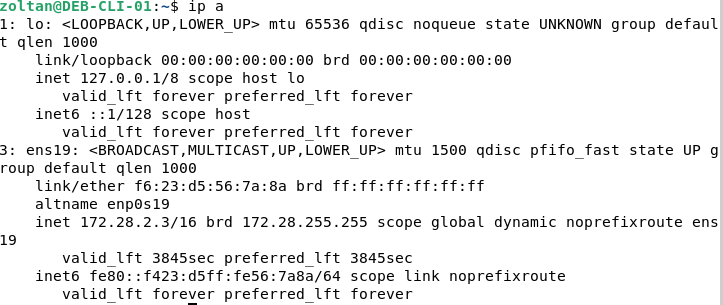 zoltan@DEB-CLI-01:~$ ip a
1: lo: <LOOPBACK,UP,LOWER_UP> mtu 65536 qdisc noqueue state UNKNOWN group defaul
t qlen 1000
    link/loopback 00:00:00:00:00:00 brd 00:00:00:00:00:00
    inet 127.0.0.1/8 scope host lo
       valid_lft forever preferred_lft forever
    inet6 ::1/128 scope host
       valid_lft forever preferred_lft forever
3: ens19: <BROADCAST,MULTICAST,UP,LOWER_UP> mtu 1500 qdisc pfifo_fast state UP g
roup default qlen 1000
    link/ether f6:23:d5:56:7a:8a brd ff:ff:ff:ff:ff:ff
    altname enp0s19
    inet 172.28.2.3/16 brd 172.28.255.255 scope global dynamic noprefixroute ens
19
       valid_lft 3845sec preferred_lft 3845sec
    inet6 fe80::f423:d5ff:fe56:7a8a/64 scope link noprefixroute
       valid_lft forever preferred_lft forever